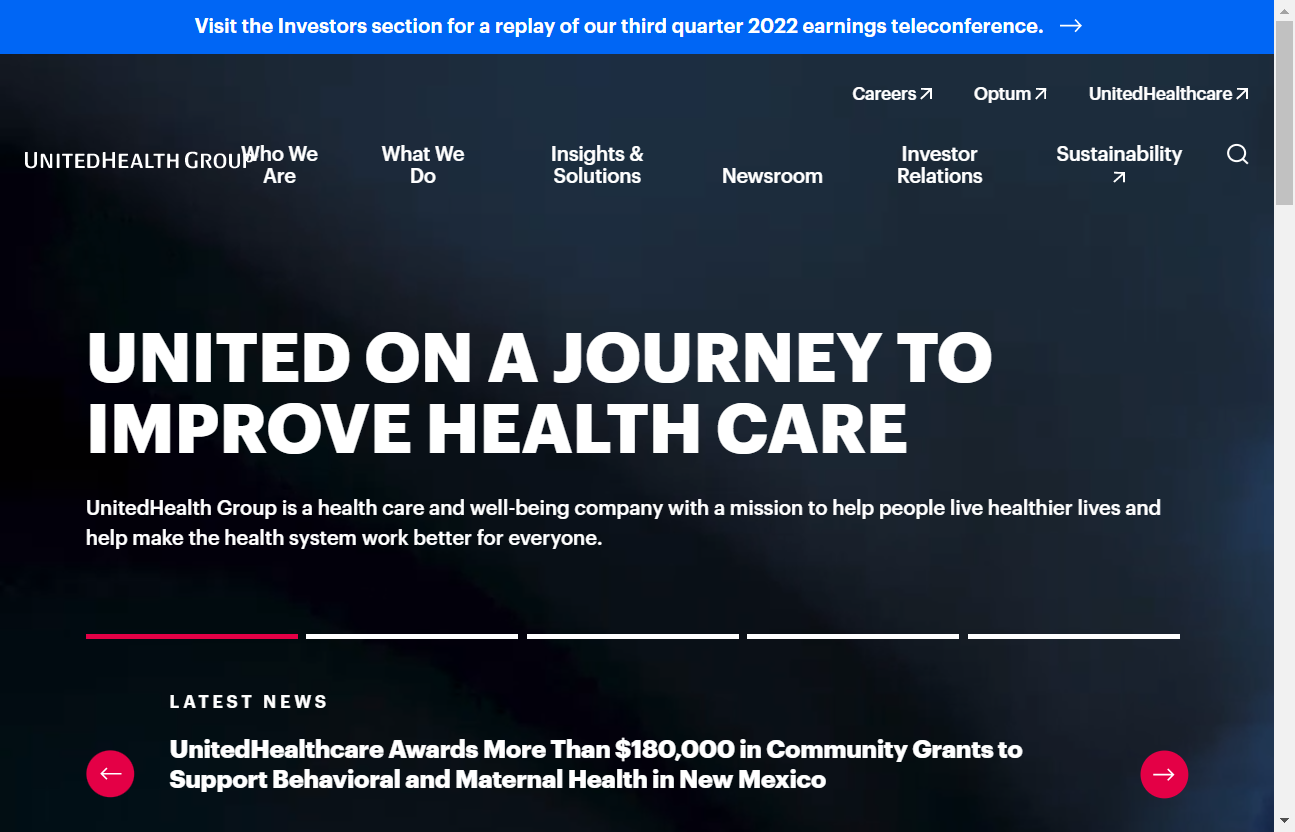 Visit the Investors section for a replay of our third quarter 2022 earnings teleconference.
Careers
Optum
UnitedHealthcare
UNITEDHEALTH GROUP
Who We
Are
What We
Do
Insights &
Solutions
Newsroom
Investor
Relations
Sustainability
UNITED ON A JOURNEY TO
IMPROVE HEALTH CARE
UnitedHealth Group is a health care and well-being company with a mission to help people live healthier lives and
help make the health system work better for everyone.
LATEST NEWS
UnitedHealthcare Awards More Than $180,000 in Community Grants to
Support Behavioral and Maternal Health in New Mexico